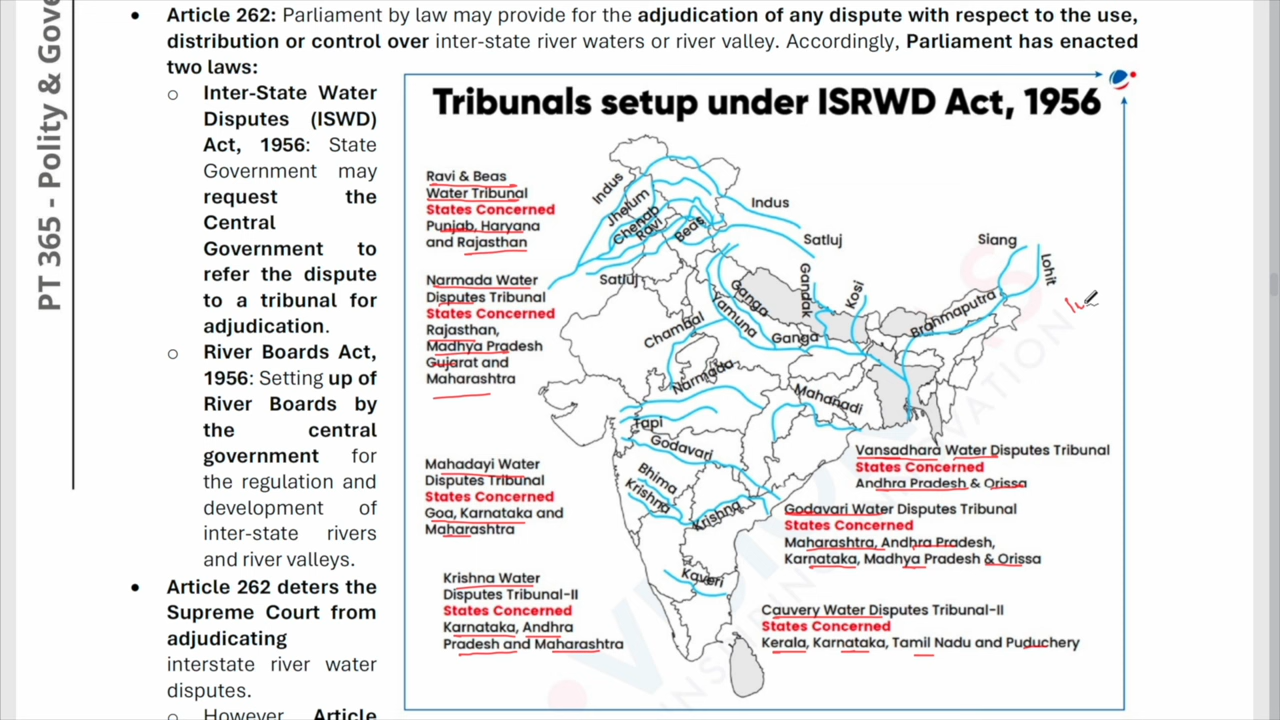 PT 365 - Polity & Gove
• Article 262: Parliament by law may provide for the adjudication of any dispute with respect to the use,
distribution or control over inter-state river waters or river valley. Accordingly, Parliament has enacted
two laws:
o Inter-State Water
Disputes (ISWD)
Act, 1956: State
Government may
request the
Central
Government to
refer the dispute
to a tribunal for
adjudication.
o River Boards Act,
1956: Setting up of
River Boards by
the central
government for
the regulation and
development of
inter-state rivers
and river valleys.
• Article 262 deters the
Supreme Court from
adjudicating
interstate river water
disputes.
o However, Article
Tribunals setup under ISRWD Act, 1956
Ravi & Beas
Water Tribunal
States Concerned
Punjab, Haryana
and Rajasthan
Narmada Water
Disputes Tribunal
States Concerned
Rajasthan,
Madhya Pradesh
Gujarat and
Maharashtra
Mahadayi Water
Disputes Tribunal
States Concerned
Goa, Karnataka and
Maharashtra
Krishna Water
Disputes Tribunal-II
States Concerned
Karnataka, Andhra
Pradesh and Maharashtra
Indus
Jhelum
Chenab
Ravi
Beas
Indus
Satluj
Satluj
Ganga
Yamuna
Chambal
Ganga
Gandak
Kosi
Siang
Lohit
Brahmaputra
Narmada
Mahanadi
Tapi
Godavari
Bhima
Krishna
Krishna
Kaveri
Vansadhara Water Disputes Tribunal
States Concerned
Andhra Pradesh & Orissa
Godavari Water Disputes Tribunal
States Concerned
Maharashtra, Andhra Pradesh,
Karnataka, Madhya Pradesh & Orissa
Cauvery Water Disputes Tribunal-II
States Concerned
Kerala, Karnataka, Tamil Nadu and Puduchery